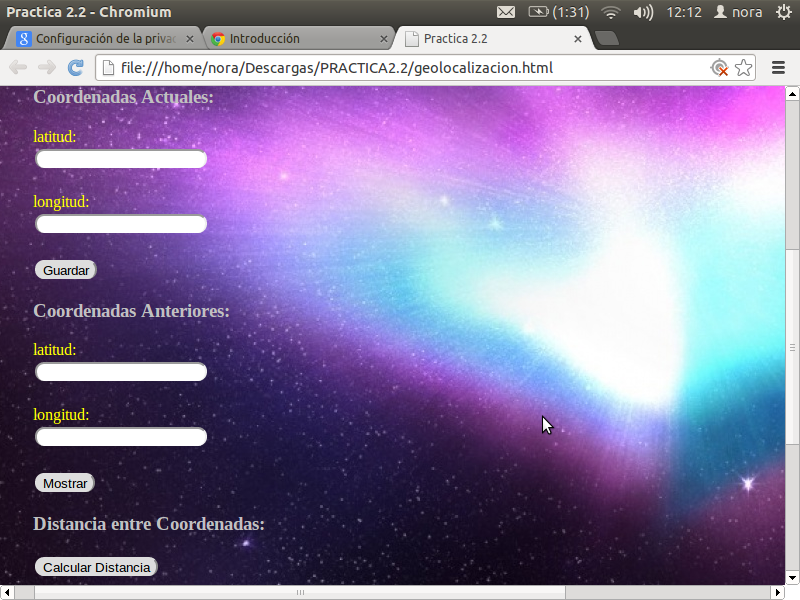 Practica 2.2 - Chromium
(1:31)
12:12
nora
Configuración de la privac
Introducción
Practica 2.2
file:///home/nora/Descargas/PRACTICA2.2/geolocalizacion.html
Coordenadas Actuales:
latitud:
longitud:
Guardar
Coordenadas Anteriores:
latitud:
longitud:
Mostrar
Distancia entre Coordenadas:
Calcular Distancia